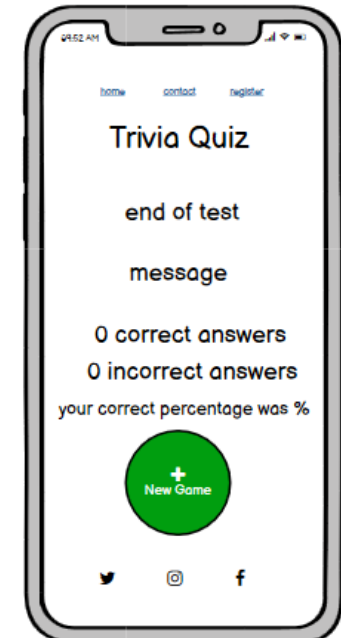 09:52 AM
home contact register
Trivia Quiz
end of test
message
0 correct answers
0 incorrect answers
your correct percentage was %
New Game